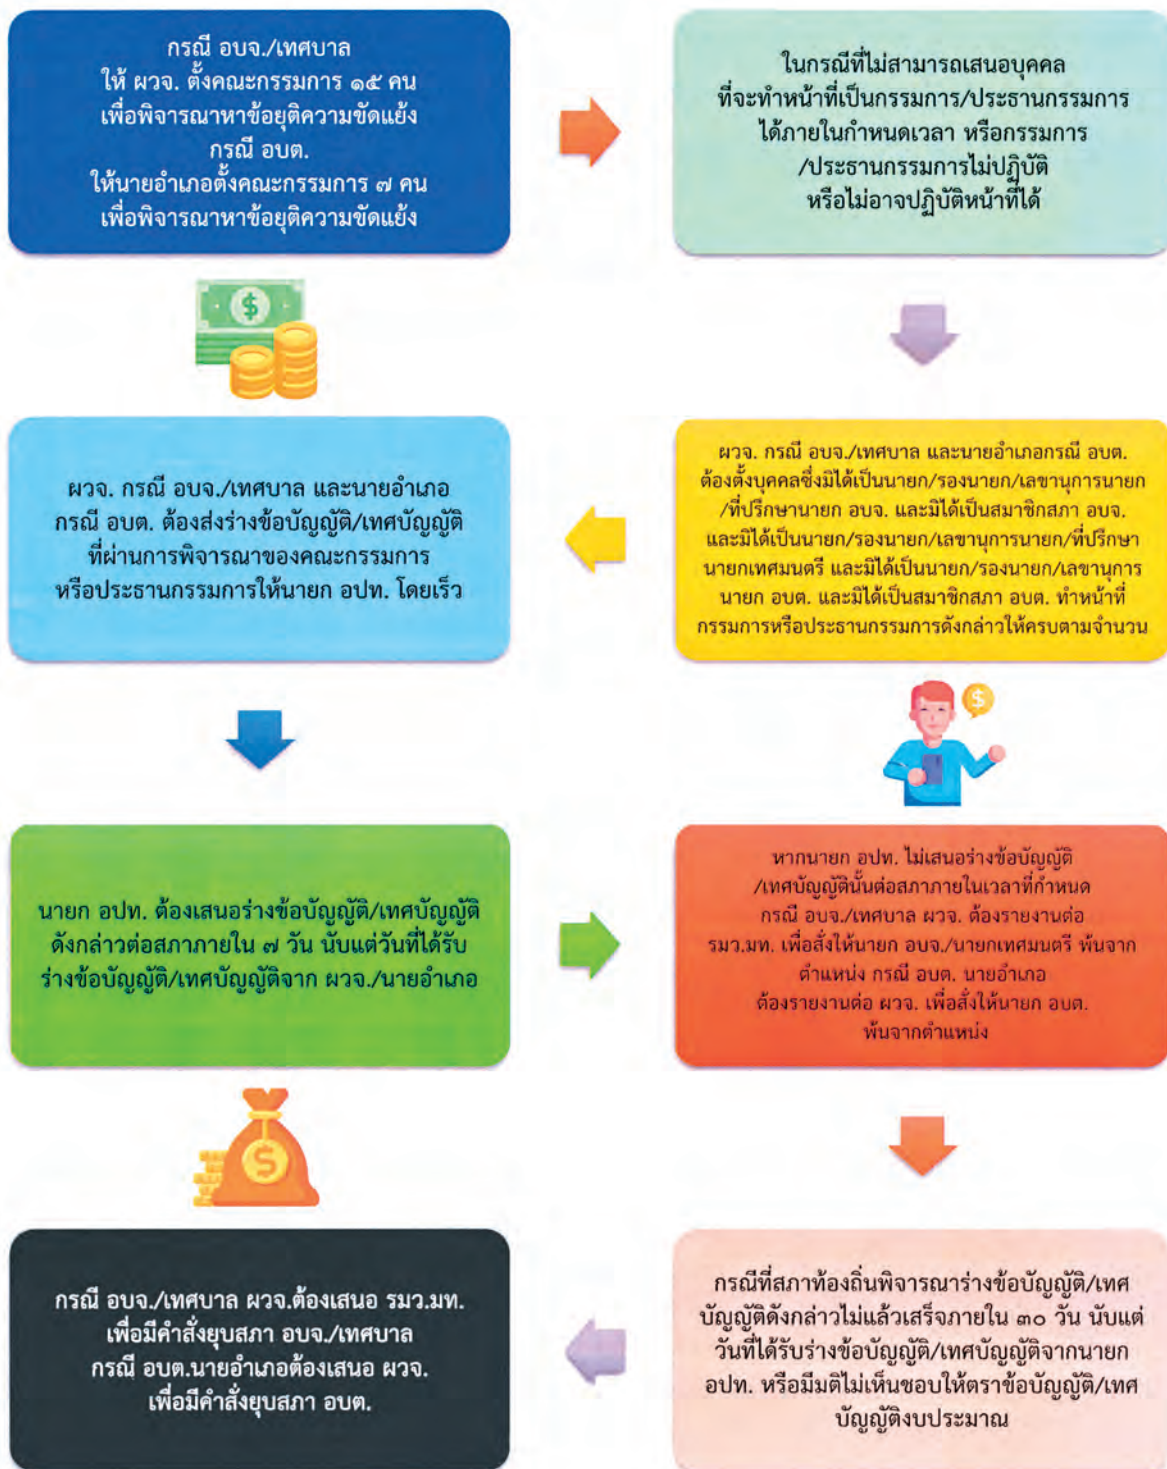 กรณี อบจ./เทศบาล
ให้ ผวจ. ตั้งคณะกรรมการ ๑๕ คน
เพื่อพิจารณาหาข้อยุติความขัดแย้ง
กรณี อบต.
ให้นายอำเภอตั้งคณะกรรมการ ๗ คน
เพื่อพิจารณาหาข้อยุติความขัดแย้ง
ในกรณีที่ไม่สามารถเสนอบุคคล
ที่จะทำหน้าที่เป็นกรรมการ/ประธานกรรมการ
ได้ภายในกำหนดเวลา หรือกรรมการ
/ประธานกรรมการไม่ปฏิบัติ
หรือไม่อาจปฏิบัติหน้าที่ได้
ผวจ. กรณี อบจ./เทศบาล และนายอำเภอกรณี อบต.
ต้องตั้งบุคคลซึ่งมิได้เป็นนายก/รองนายก/เลขานุการนายก
/ที่ปรึกษานายก อบจ. และมิได้เป็นสมาชิกสภา อบจ.
และมิได้เป็นนายก/รองนายก/เลขานุการนายก/ที่ปรึกษา
นายกเทศมนตรี และมิได้เป็นนายก/รองนายก/เลขานุการ
นายก อบต. และมิได้เป็นสมาชิกสภา อบต. ทำหน้าที่
กรรมการหรือประธานกรรมการดังกล่าวให้ครบตามจำนวน
ผวจ. กรณี อบจ./เทศบาล และนายอำเภอ
กรณี อบต. ต้องส่งร่างข้อบัญญัติ/เทศบัญญัติ
ที่ผ่านการพิจารณาของคณะกรรมการ
หรือประธานกรรมการให้นายก อปท. โดยเร็ว
นายก อปท. ต้องเสนอร่างข้อบัญญัติ/เทศบัญญัติ
ดังกล่าวต่อสภาภายใน ๗ วัน นับแต่วันที่ได้รับ
ร่างข้อบัญญัติ/เทศบัญญัติจาก ผวจ./นายอำเภอ
หากนายก อปท. ไม่เสนอร่างข้อบัญญัติ
/เทศบัญญัตินั้นต่อสภาภายในเวลาที่กำหนด
กรณี อบจ./เทศบาล ผวจ. ต้องรายงานต่อ
รมว.มท. เพื่อสั่งให้นายก อบจ./นายกเทศมนตรี พ้นจาก
ตำแหน่ง กรณี อบต. นายอำเภอ
ต้องรายงานต่อ ผวจ. เพื่อสั่งให้นายก อบต.
พ้นจากตำแหน่ง
กรณีที่สภาท้องถิ่นพิจารณาร่างข้อบัญญัติ/เทศ
บัญญัติดังกล่าวไม่แล้วเสร็จภายใน ๓๐ วัน นับแต่
วันที่ได้รับร่างข้อบัญญัติ/เทศบัญญัติจากนายก
อปท. หรือมีมติไม่เห็นชอบให้ตราข้อบัญญัติ/เทศ
บัญญัติงบประมาณ
กรณี อบจ./เทศบาล ผวจ.ต้องเสนอ รมว.มท.
เพื่อมีคำสั่งยุบสภา อบจ./เทศบาล
กรณี อบต.นายอำเภอต้องเสนอ ผวจ.
เพื่อมีคำสั่งยุบสภา อบต.